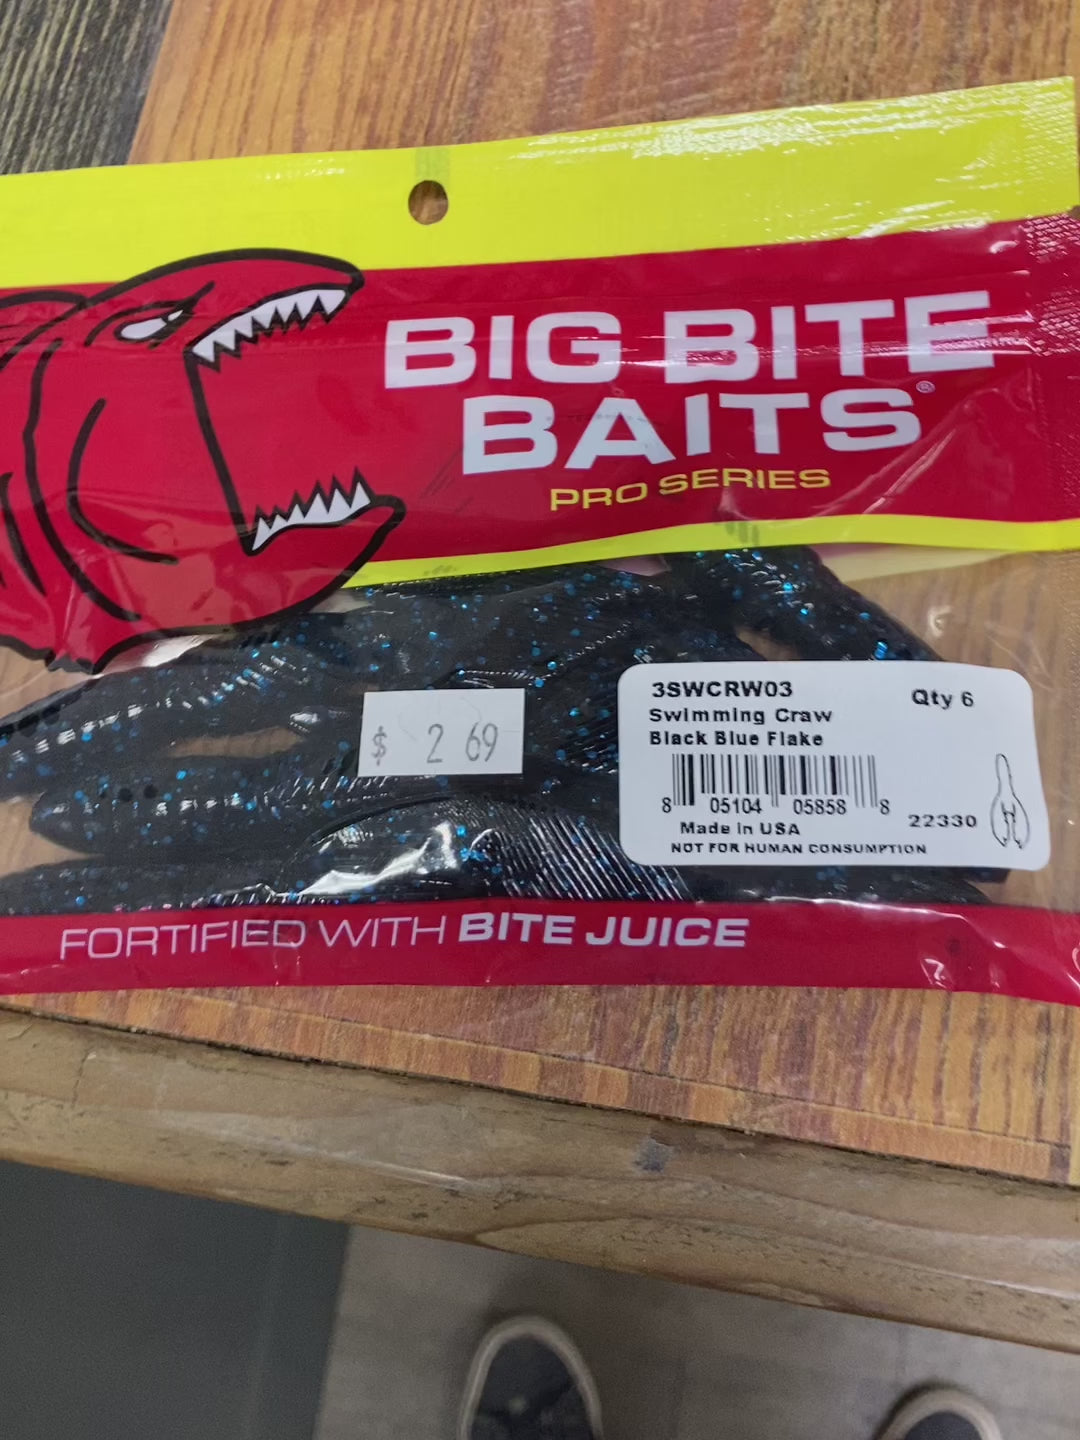 BIG BITE
BAITS®
PRO SERIES
$ 2 69
3SWCRW03
Qty 6
Swimming Craw
Black Blue Flake
8 05104 05858 8
22330
Made in USA
NOT FOR HUMAN CONSUMPTION
FORTIFIED WITH BITE JUICE